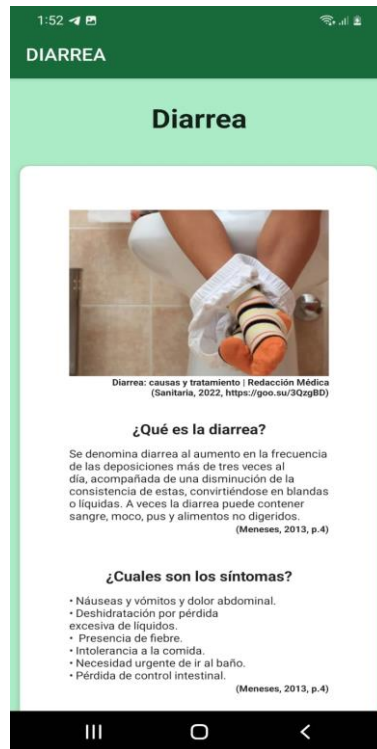 1:52
DIARREA
Diarrea
Diarrea: causas y tratamiento | Redacción Médica
(Sanitaria, 2022, https://goo.su/3QzgBD)
¿Qué es la diarrea?
Se denomina diarrea al aumento en la frecuencia
de las deposiciones más de tres veces al
día, acompañada de una disminución de la
consistencia de estas, convirtiéndose en blandas
o líquidas. A veces la diarrea puede contener
sangre, moco, pus y alimentos no digeridos.
(Meneses, 2013, p.4)
¿Cuales son los síntomas?
• Náuseas y vómitos y dolor abdominal.
• Deshidratación por pérdida
excesiva de líquidos.
• Presencia de fiebre.
• Intolerancia a la comida.
• Necesidad urgente de ir al baño.
• Pérdida de control intestinal.
(Meneses, 2013, p.4)